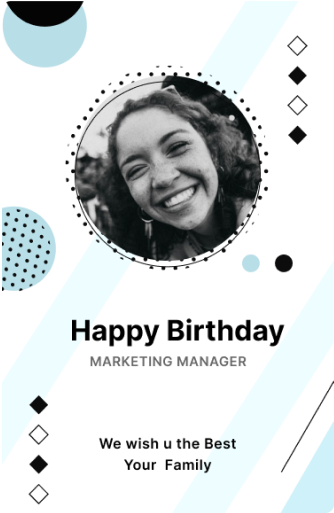 Happy Birthday
MARKETING MANAGER
We wish u the Best
Your Family